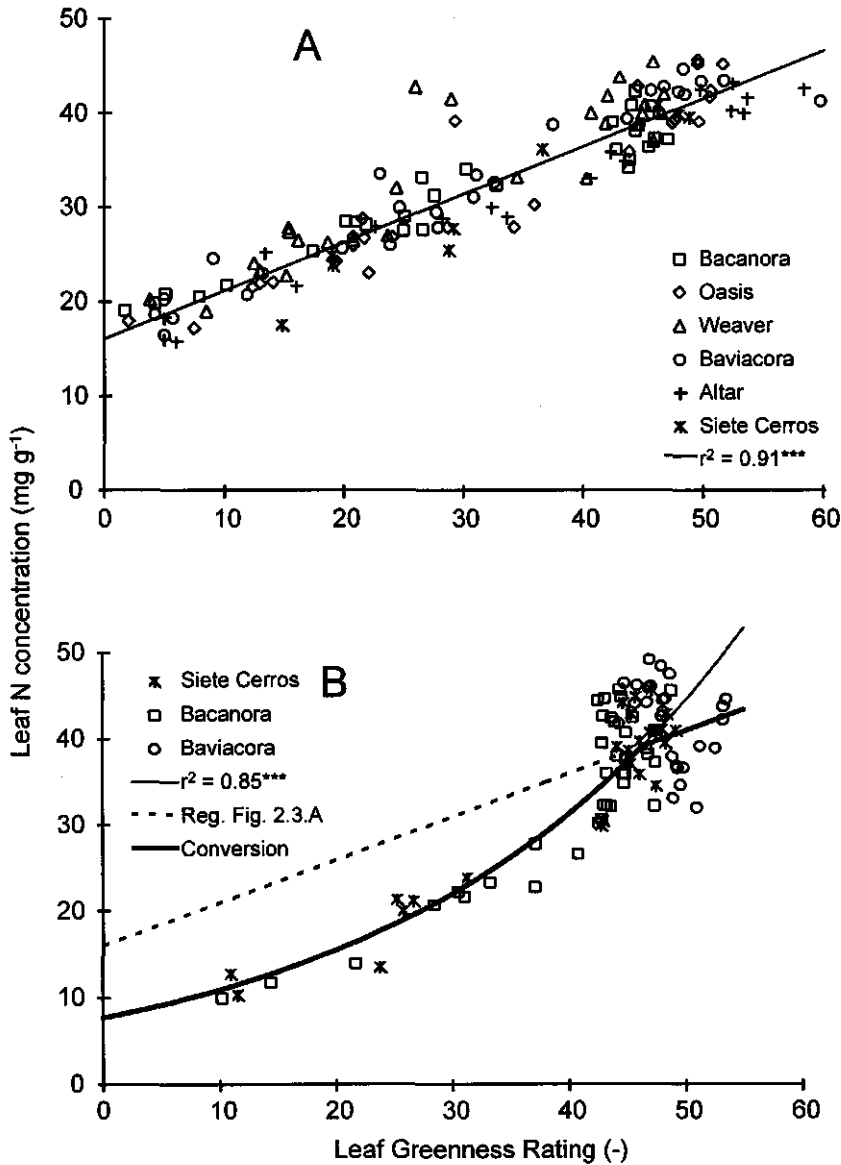 A
50
40
30
20
10
0
0 10 20 30 40 50 60
Bacanora
Oasis
Weaver
Baviacora
Altar
Siete Cerros
r² = 0.91***
Leaf N concentration (mg g⁻¹)
B
50
40
30
20
10
0
Siete Cerros
Bacanora
Baviacora
r² = 0.85***
Reg. Fig. 2.3.A
Conversion
0 10 20 30 40 50 60
Leaf Greenness Rating (-)